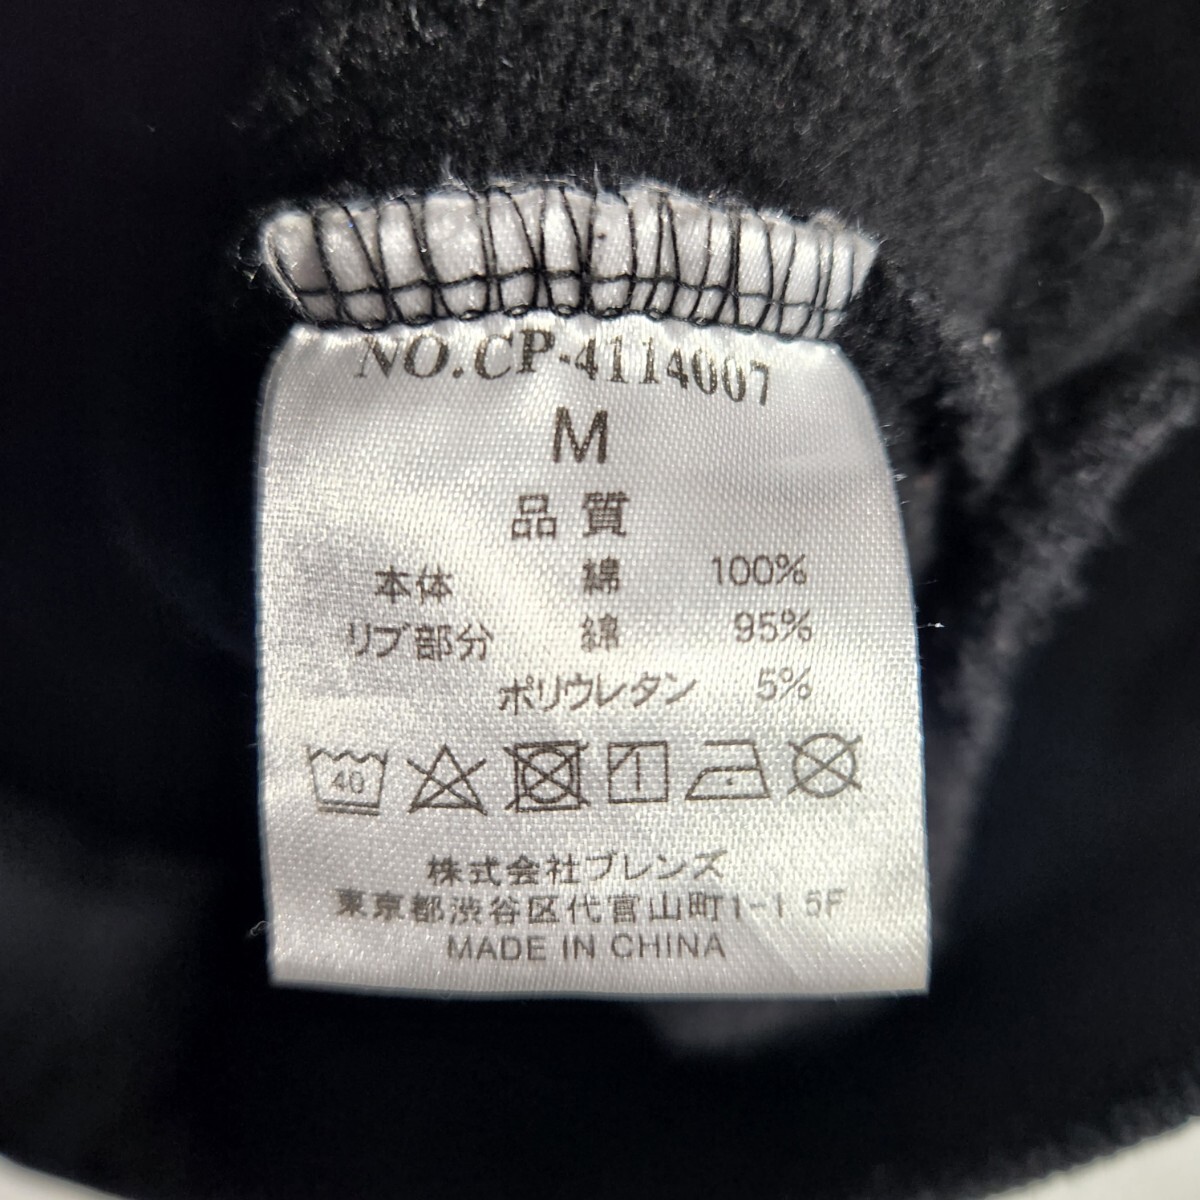 NO.CP-4114007
M
品質
本体 綿 100%
リブ部分 綿 95%
ポリウレタン 5%
40
株式会社ブレンズ
東京都渋谷区代官山町1-1 5F
MADE IN CHINA